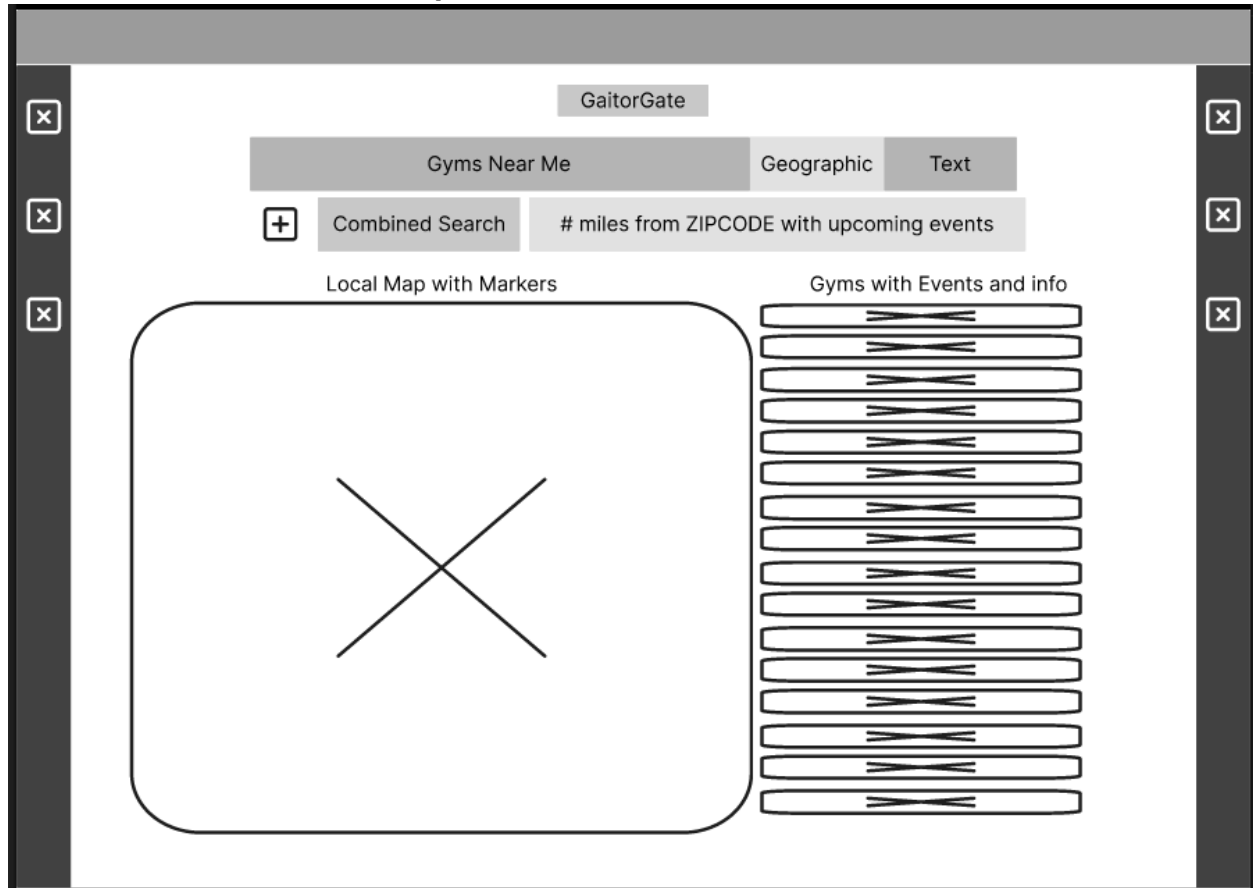 GaitorGate
Gyms Near Me Geographic Text
Combined Search # miles from ZIPCODE with upcoming events
Local Map with Markers Gyms with Events and info